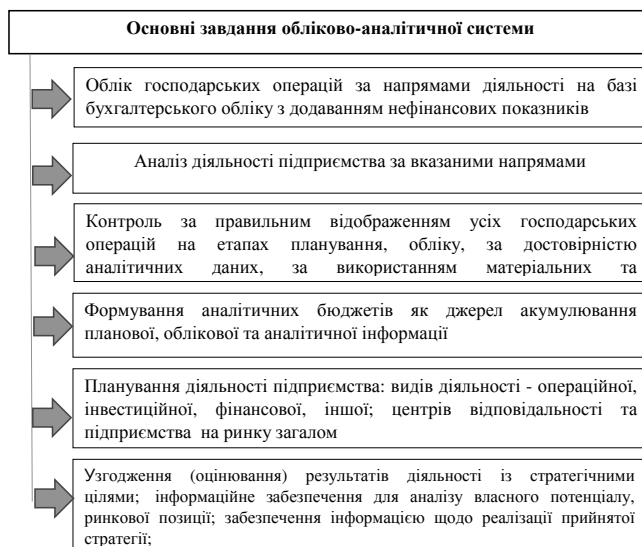 Основні завдання обліково-аналітичної системи
Облік господарських операцій за напрямами діяльності на базі
бухгалтерського обліку з додаванням нефінансових показників
Аналіз діяльності підприємства за вказаними напрямами
Контроль за правильним відображенням усіх господарських
операцій на етапах планування, обліку, за достовірністю
аналітичних даних, за використанням матеріальних та
Формування аналітичних бюджетів як джерел акумулювання
планової, облікової та аналітичної інформації
Планування діяльності підприємства: видів діяльності - операційної,
інвестиційної, фінансової, іншої; центрів відповідальності та
підприємства на ринку загалом
Узгодження (оцінювання) результатів діяльності із стратегічними
цілями; інформаційне забезпечення для аналізу власного потенціалу,
ринкової позиції; забезпечення інформацією щодо реалізації прийнятої
стратегії;